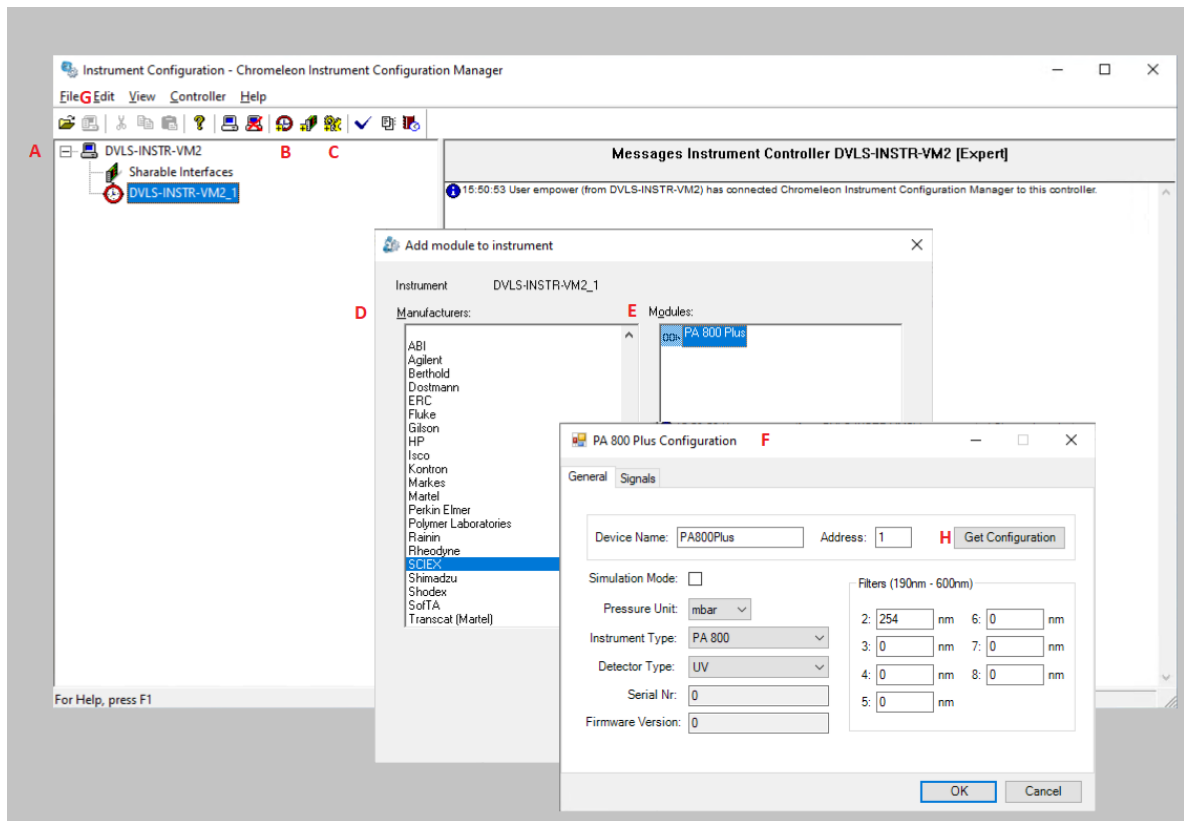 Instrument Configuration - Chromeleon Instrument Configuration Manager
File G Edit View Controller Help
A
DVLS-INSTR-VM2
B
C
Sharable Interfaces
DVLS-INSTR-VM2_1
Messages Instrument Controller DVLS-INSTR-VM2 [Expert]
15:50:53 User empower (from DVLS-INSTR-VM2) has connected Chromeleon Instrument Configuration Manager to this controller.
Add module to instrument
Instrument DVLS-INSTR-VM2_1
D Manufacturers:
E Modules:
ABI
Agilent
Berthold
Dostmann
ERC
Fluke
Gilson
HP
Isco
Kontron
Markes
Martel
Perkin Elmer
Polymer Laboratories
Rainin
Rheodyne
SCIEX
Shimadzu
Shodex
SofTA
Transcat (Martel)
PA 800 Plus
PA 800 Plus Configuration F
General Signals
Device Name: PA800Plus Address: 1 H Get Configuration
Simulation Mode:
Pressure Unit: mbar
Instrument Type: PA 800
Detector Type: UV
Serial Nr: 0
Firmware Version: 0
Filters (190nm - 600nm)
2: 254 nm 6: 0 nm
3: 0 nm 7: 0 nm
4: 0 nm 8: 0 nm
5: 0 nm
OK Cancel
For Help, press F1